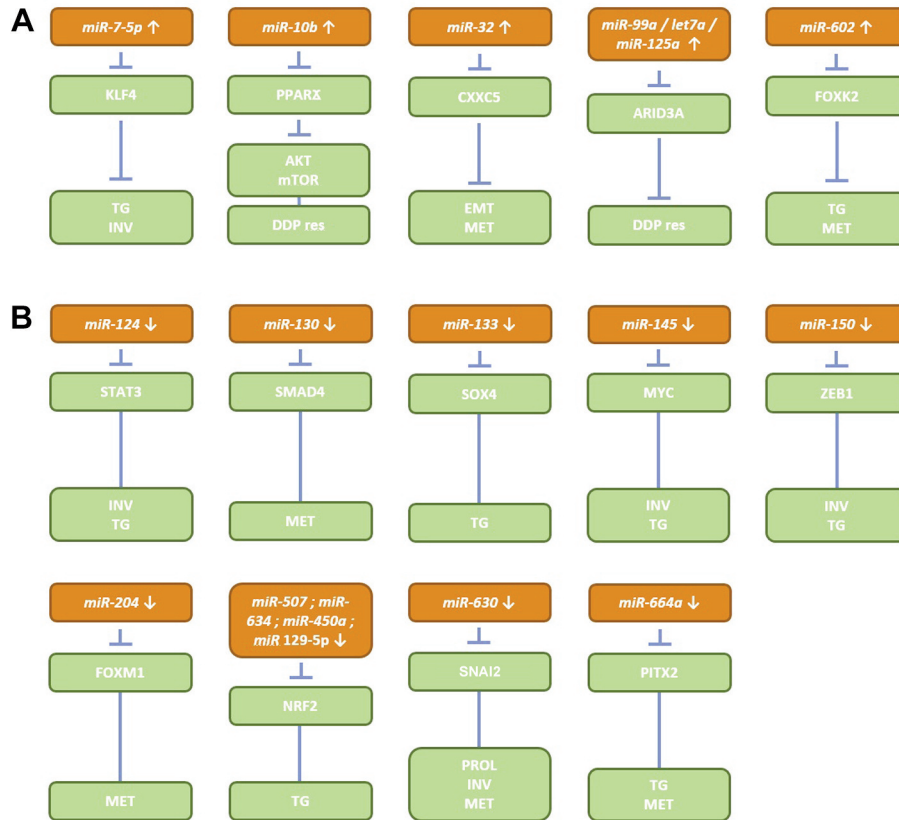 A
miR-7-5p ↑
miR-10b ↑
miR-32 ↑
miR-99a / let7a /
miR-125a ↑
miR-602 ↑
KLF4
PPARɣ
CXXC5
ARID3A
FOXK2
AKT
mTOR
TG
INV
DDP res
EMT
MET
DDP res
TG
MET
B
miR-124 ↓
miR-130 ↓
miR-133 ↓
miR-145 ↓
miR-150 ↓
STAT3
SMAD4
SOX4
MYC
ZEB1
INV
TG
MET
TG
INV
TG
INV
TG
miR-204 ↓
miR-507 ; miR-
634 ; miR-450a ;
miR 129-5p ↓
miR-630 ↓
miR-664a ↓
FOXM1
NRF2
SNAI2
PITX2
MET
TG
PROL
INV
MET
TG
MET